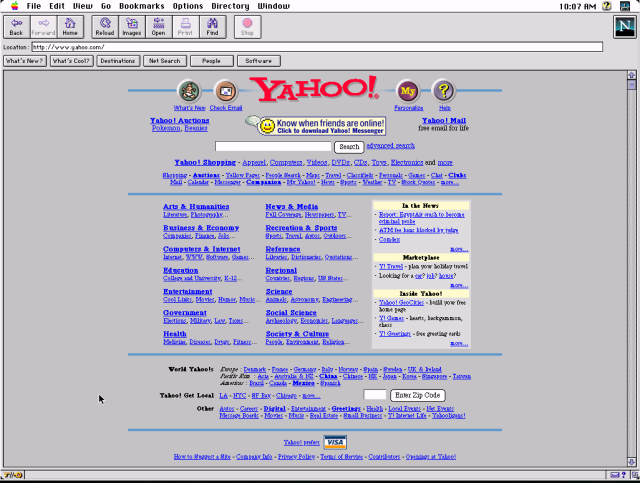 File Edit View Go Bookmarks Options Directory Window 10:07 AM
Back Forward Home Reload Images Open Print Find Stop
N
Location: http://www.yahoo.com/
What's New? What's Cool? Destinations Net Search People Software
YAHOO!
My
What's New Check Email Personalize Help
Yahoo! Auctions
Pokemon, Beanies
Know when friends are online!
Click to download Yahoo! Messenger
Yahoo! Mail
free email for life
Search advanced search
Yahoo! Shopping - Apparel, Computers, Videos, DVDs, CDs, Toys, Electronics and more
Shopping - Auctions - Yellow Pages - People Search - Maps - Travel - Classifieds - Personals - Games - Chat - Clubs
Mail - Calendar - Messenger - Companion - My Yahoo! - News - Sports - Weather - TV - Stock Quotes - more...
Arts & Humanities
Literature, Photography...
Business & Economy
Companies, Finance, Jobs...
Computers & Internet
Internet, WWW, Software, Games...
Education
College and University, K-12...
Entertainment
Cool Links, Movies, Humor, Music...
Government
Elections, Military, Law, Taxes...
Health
Medicine, Diseases, Drugs, Fitness...
News & Media
Full Coverage, Newspapers, TV...
Recreation & Sports
Sports, Travel, Autos, Outdoors...
Reference
Libraries, Dictionaries, Quotations...
Regional
Countries, Regions, US States...
Science
Animals, Astronomy, Engineering...
Social Science
Archaeology, Economics, Languages...
Society & Culture
People, Environment, Religion...
In the News
· Report: EgyptAir crash to become
criminal probe
· ATM fee bans blocked by judge
· Comdex
more...
Marketplace
· Y! Travel - plan your holiday travel
· Looking for a car? job? house?
more...
Inside Yahoo!
· Yahoo! GeoCities - build your free
home page
· Y! Games - hearts, backgammon,
chess
· Y! Greetings - free greeting cards
more...
World Yahoo!s Europe : Denmark - France - Germany - Italy - Norway - Spain - Sweden - UK & Ireland
Pacific Rim : Asia - Australia & NZ - China - Chinese - HK - Japan - Korea - Singapore - Taiwan
Americas : Brazil - Canada - Mexico - Spanish
Yahoo! Get Local LA - NYC - SF Bay - Chicago - more... Enter Zip Code
Other Autos - Careers - Digital - Entertainment - Greetings - Health - Local Events - Net Events
Message Boards - Movies - Music - Real Estate - Small Business - Y! Internet Life - Yahooligans!
Yahoo! prefers VISA
How to Suggest a Site - Company Info - Privacy Policy - Terms of Service - Contributors - Openings at Yahoo!